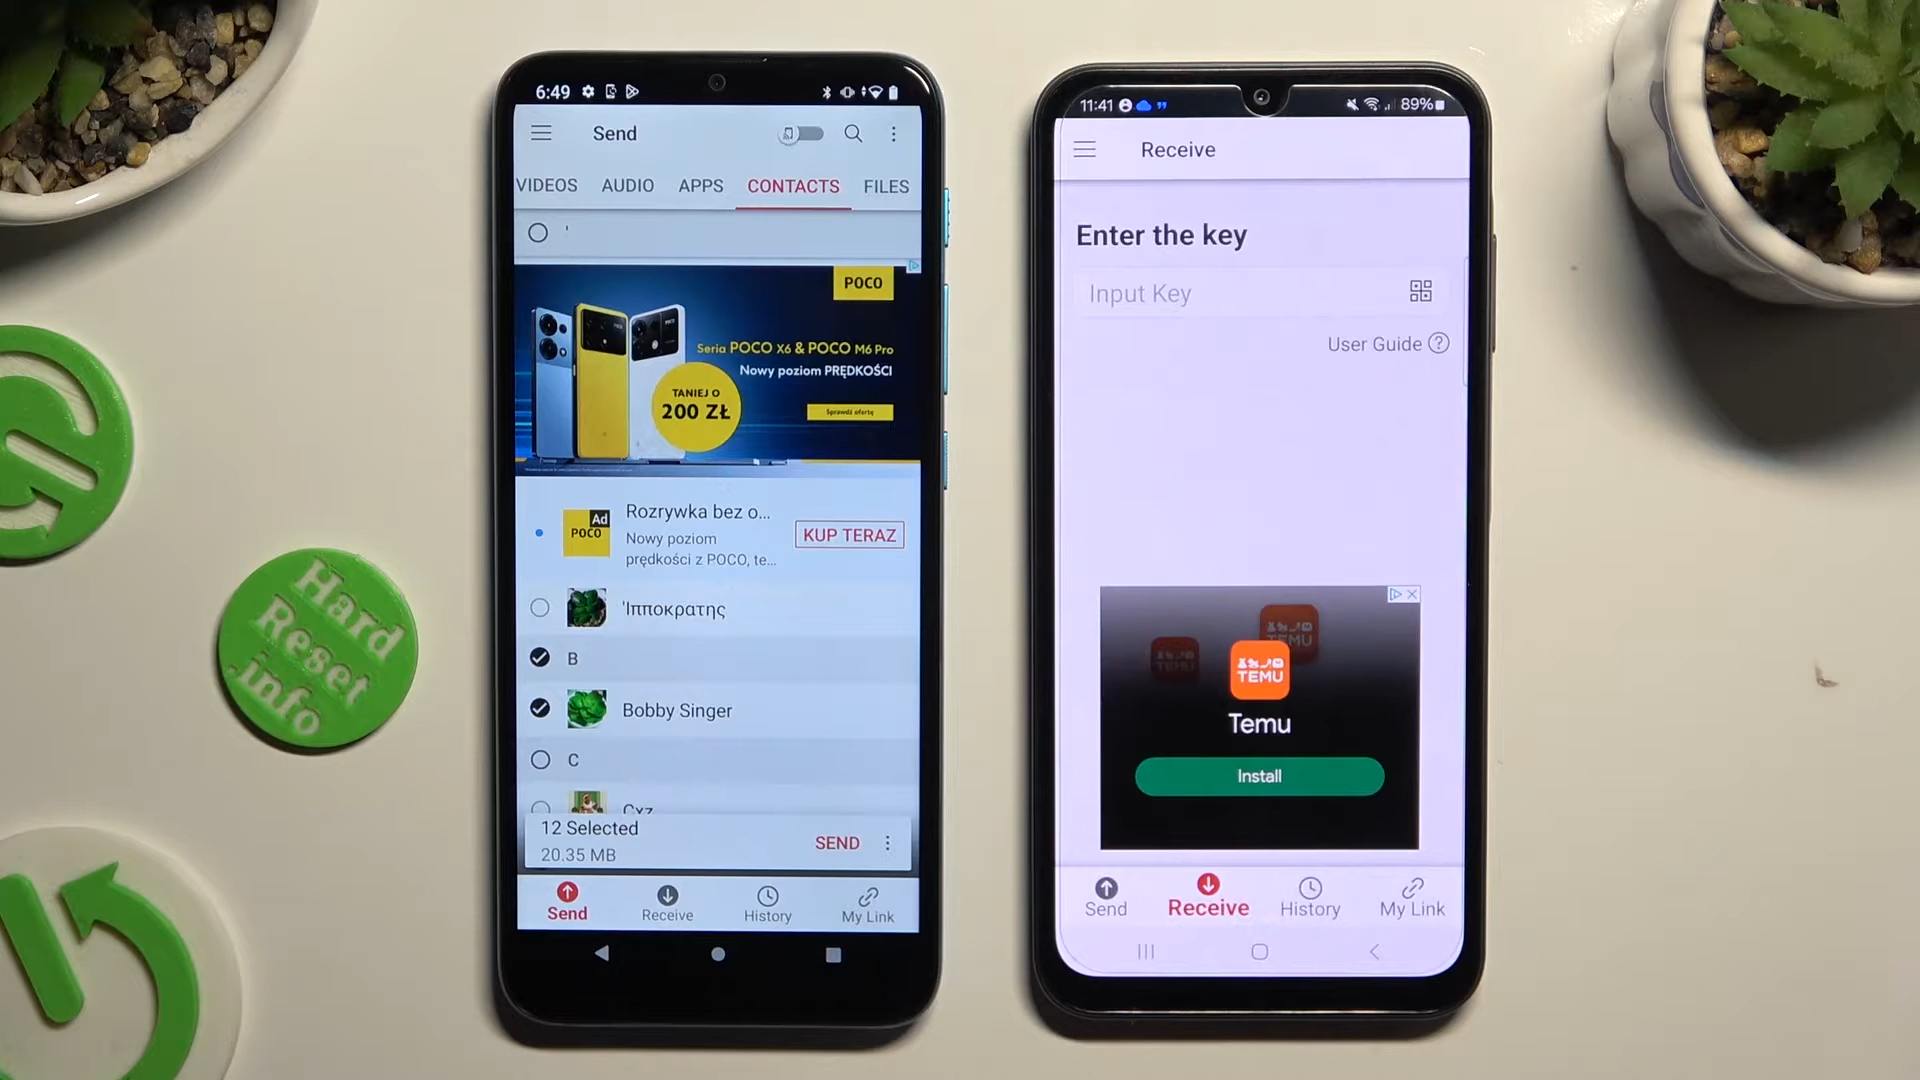 Hard
Reset
.info
6:49
Send
VIDEOS AUDIO APPS CONTACTS FILES
'
POCO
Seria POCO X6 & POCO M6 Pro
Nowy poziom PRĘDKOŚCI
TANIEJ O
200 ZŁ
Sprawdź ofertę
POCO
Ad
Rozrywka bez o...
Nowy poziom
prędkości z POCO, te...
KUP TERAZ
'Ιπποκρατης
B
Bobby Singer
C
Cxz
12 Selected
20.35 MB
SEND
Send Receive History My Link
11:41 89%
Receive
Enter the key
Input Key
User Guide ?
TEMU
TEMU
Temu
Install
Send Receive History My Link